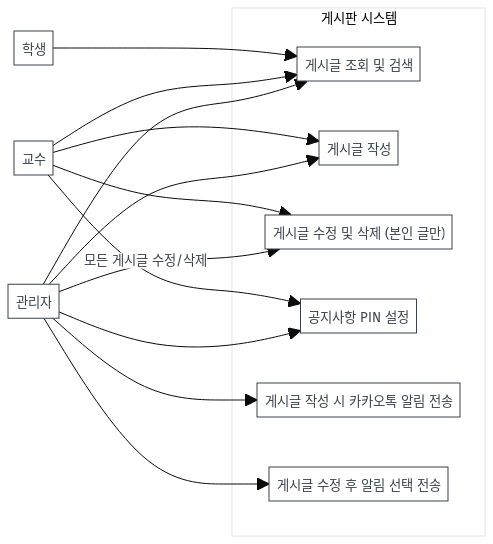 게시판 시스템
학생
게시글 조회 및 검색
게시글 작성
교수
게시글 수정 및 삭제 (본인 글만)
모든 게시글 수정/삭제
관리자
공지사항 PIN 설정
게시글 작성 시 카카오톡 알림 전송
게시글 수정 후 알림 선택 전송